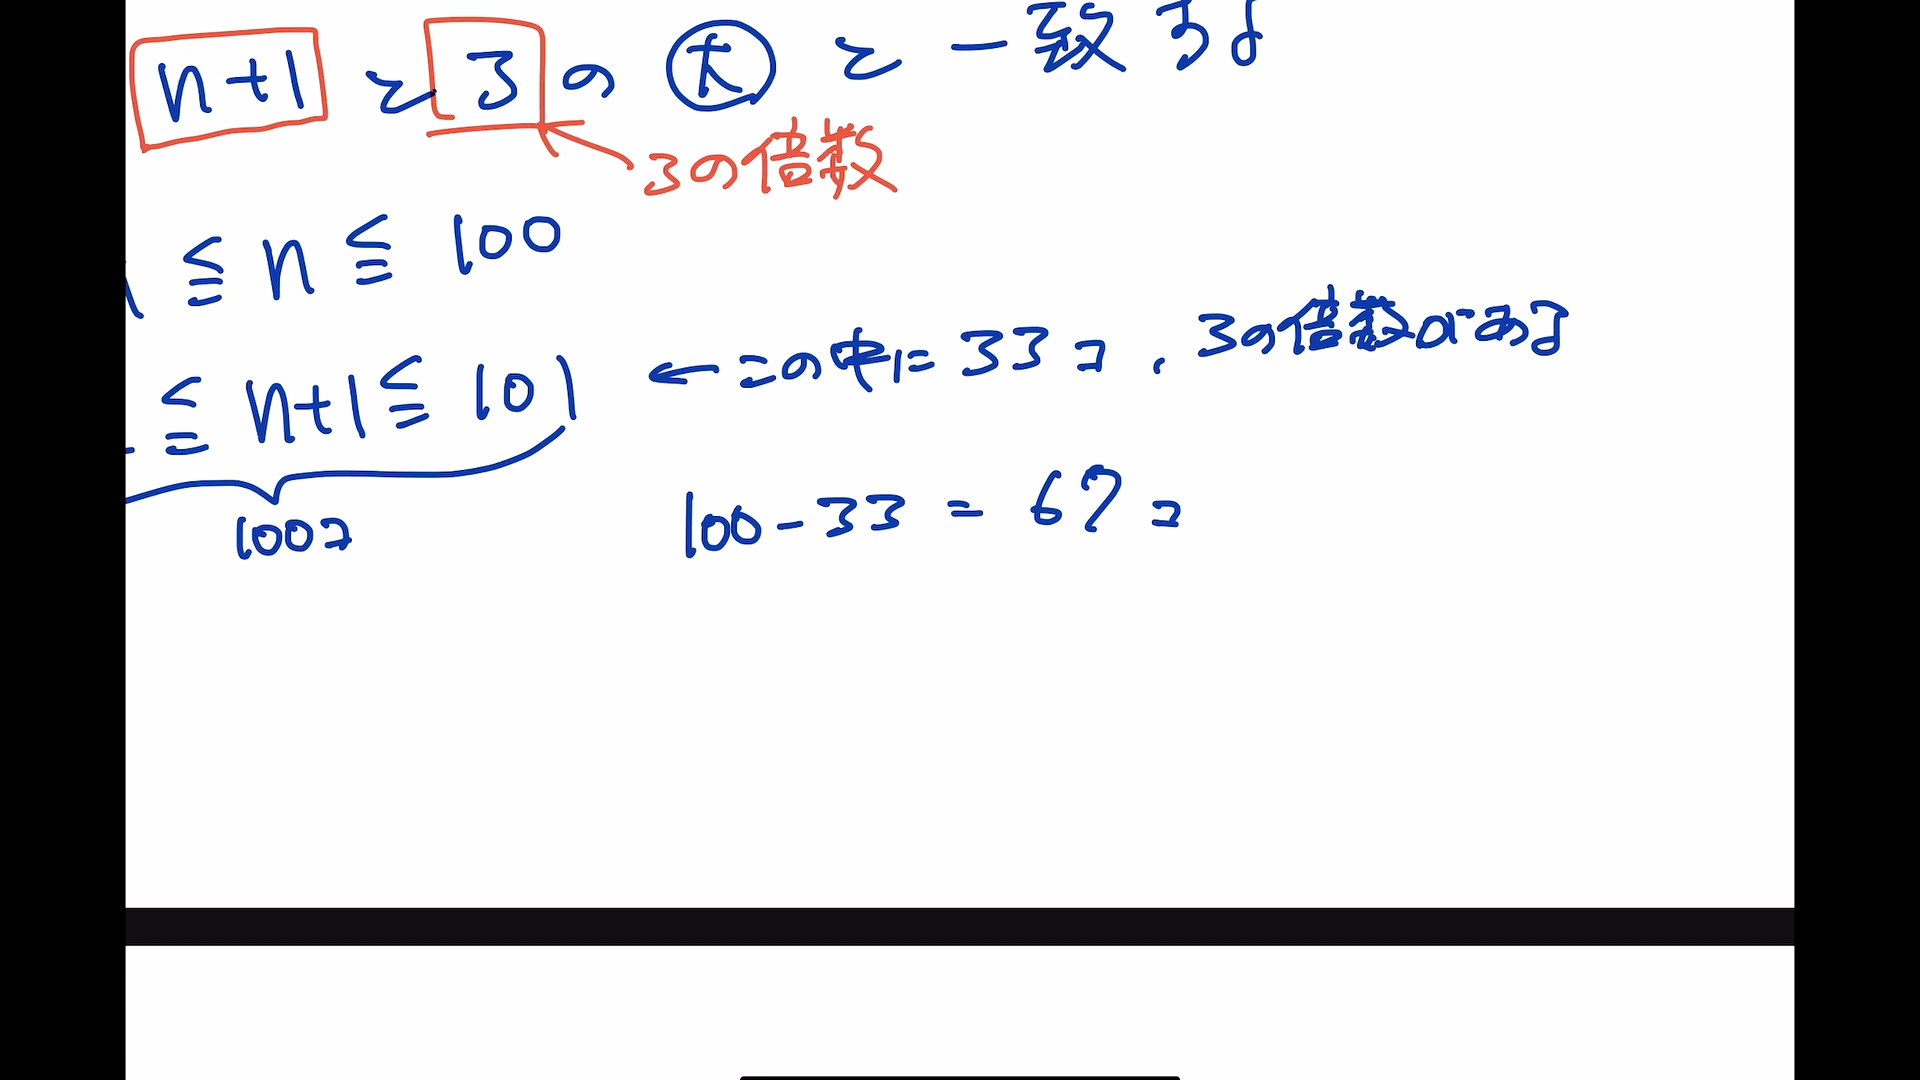 n+1 と 3 の 大 と 一致する
3の倍数
≦ n ≦ 100
≦ n+1 ≦ 101 ← この中に 33コ, 3の倍数がある
100コ
100 - 33 = 67コ